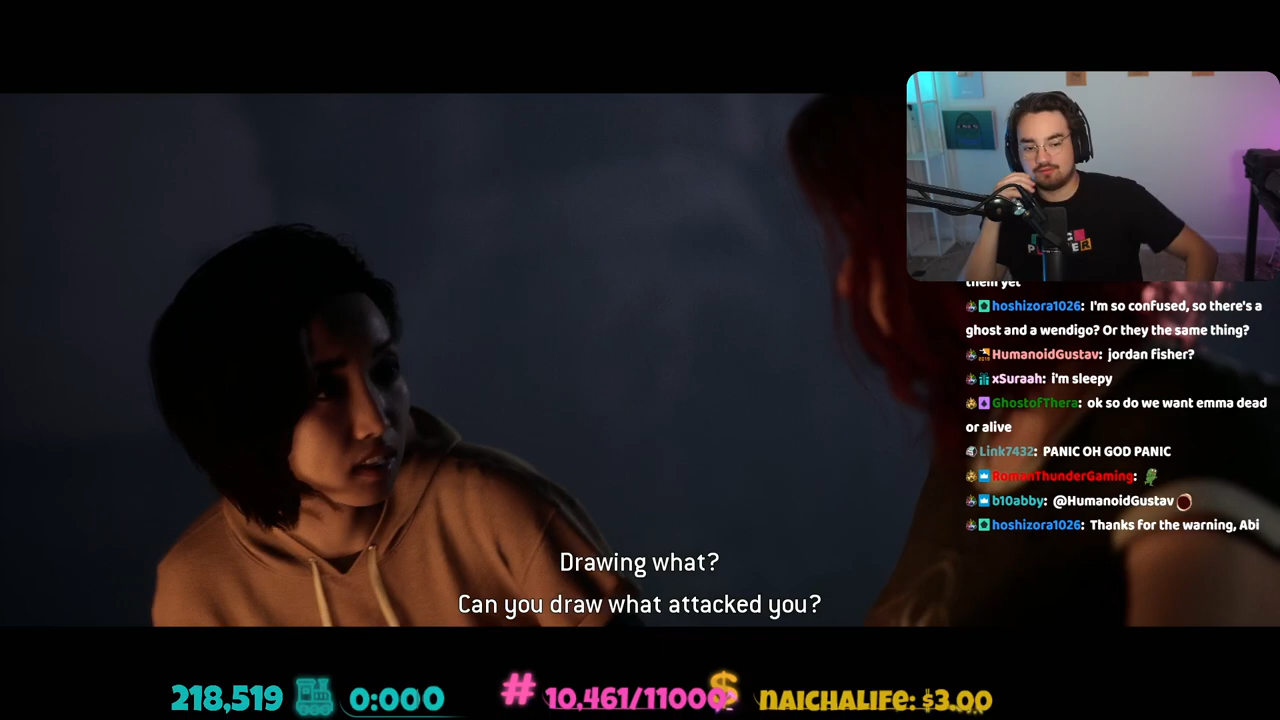 them yet
hoshizora1026: I'm so confused, so there's a
ghost and a wendigo? Or they the same thing?
HumanoidGustav: jordan fisher?
xSuraah: i'm sleepy
GhostofThera: ok so do we want emma dead
or alive
Link7432: PANIC OH GOD PANIC
RomanThunderGaming:
b10abby: @HumanoidGustav
hoshizora1026: Thanks for the warning, Abi
Drawing what?
Can you draw what attacked you?
218,519
0:000
# 10,461/11000
$ NAICHALIFE: $3.00